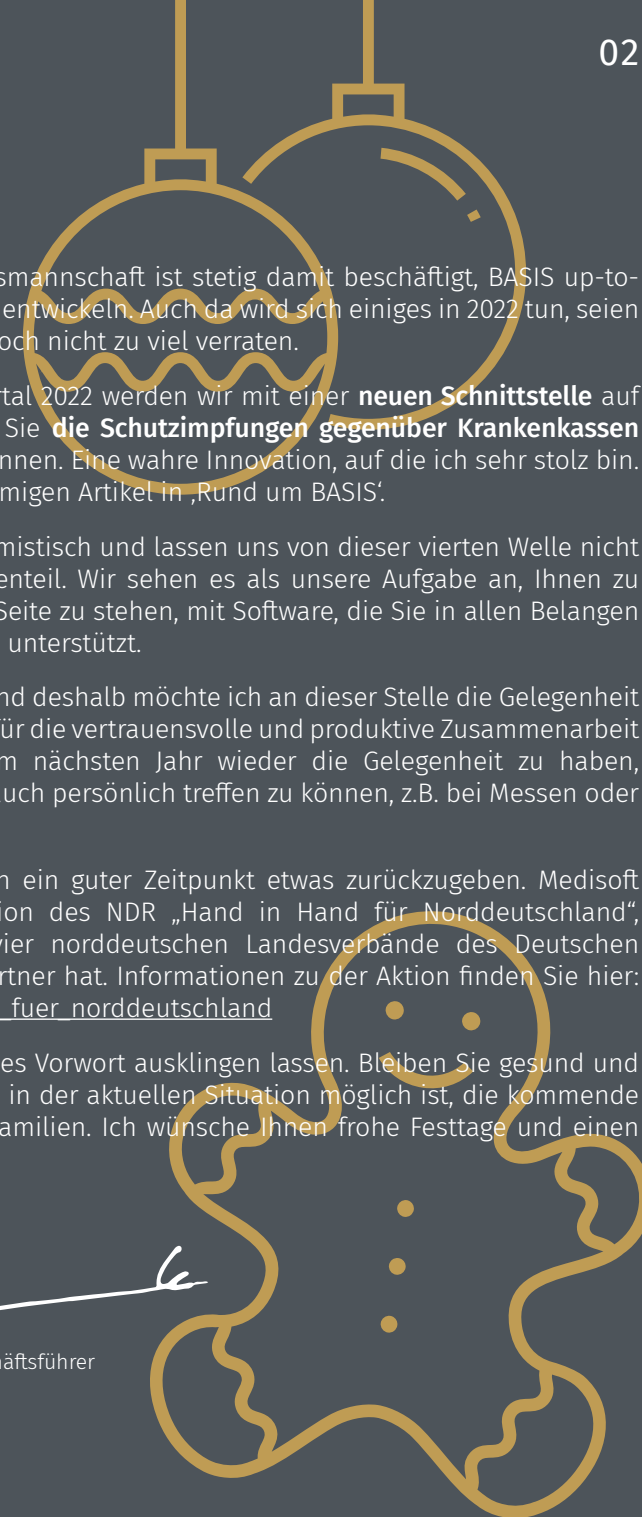 02
smannschaft ist stetig damit beschäftigt, BASIS up-to-
entwickeln. Auch da wird sich einiges in 2022 tun, seien
och nicht zu viel verraten.
rtal 2022 werden wir mit einer neuen Schnittstelle auf
Sie die Schutzimpfungen gegenüber Krankenkassen
nnen. Eine wahre Innovation, auf die ich sehr stolz bin.
migen Artikel in ‚Rund um BASIS‘.
mistisch und lassen uns von dieser vierten Welle nicht
enteil. Wir sehen es als unsere Aufgabe an, Ihnen zu
Seite zu stehen, mit Software, die Sie in allen Belangen
unterstützt.
nd deshalb möchte ich an dieser Stelle die Gelegenheit
für die vertrauensvolle und produktive Zusammenarbeit
m nächsten Jahr wieder die Gelegenheit zu haben,
auch persönlich treffen zu können, z.B. bei Messen oder
n ein guter Zeitpunkt etwas zurückzugeben. Medisoft
ion des NDR „Hand in Hand für Norddeutschland“,
vier norddeutschen Landesverbände des Deutschen
rtner hat. Informationen zu der Aktion finden Sie hier:
_fuer_norddeutschland
es Vorwort ausklingen lassen. Bleiben Sie gesund und
in der aktuellen Situation möglich ist, die kommende
amilien. Ich wünsche Ihnen frohe Festtage und einen
äftsführer